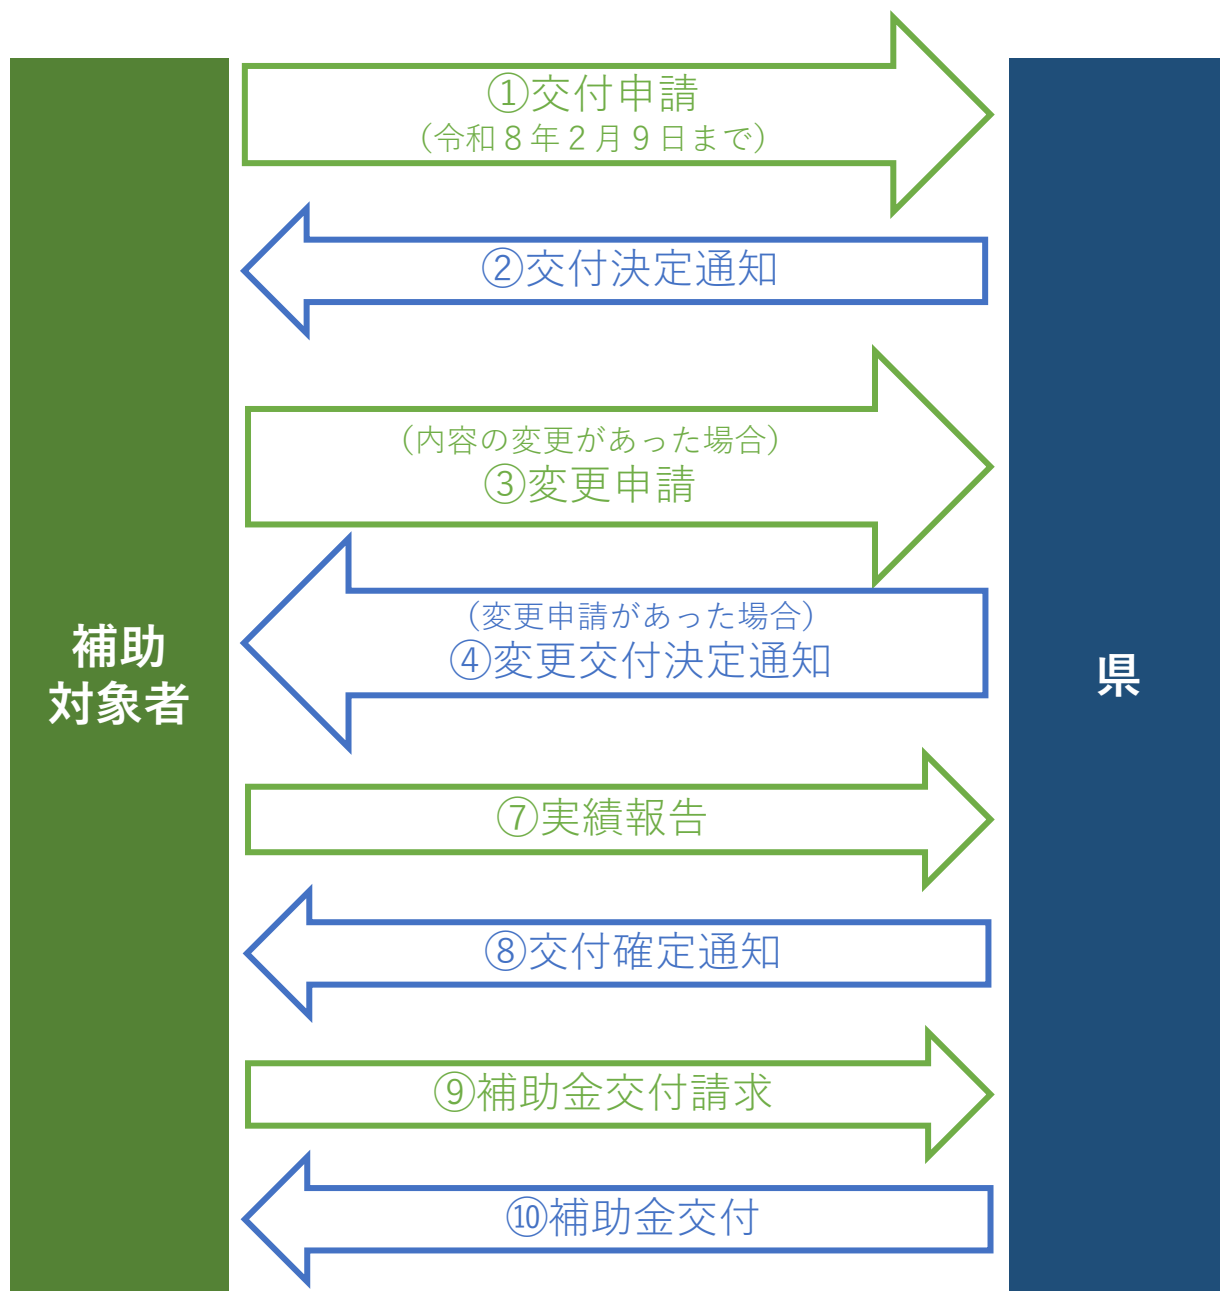 ①交付申請
（令和８年２月９日まで）
②交付決定通知
（内容の変更があった場合）
③変更申請
（変更申請があった場合）
④変更交付決定通知
補助
対象者
県
⑦実績報告
⑧交付確定通知
⑨補助金交付請求
⑩補助金交付